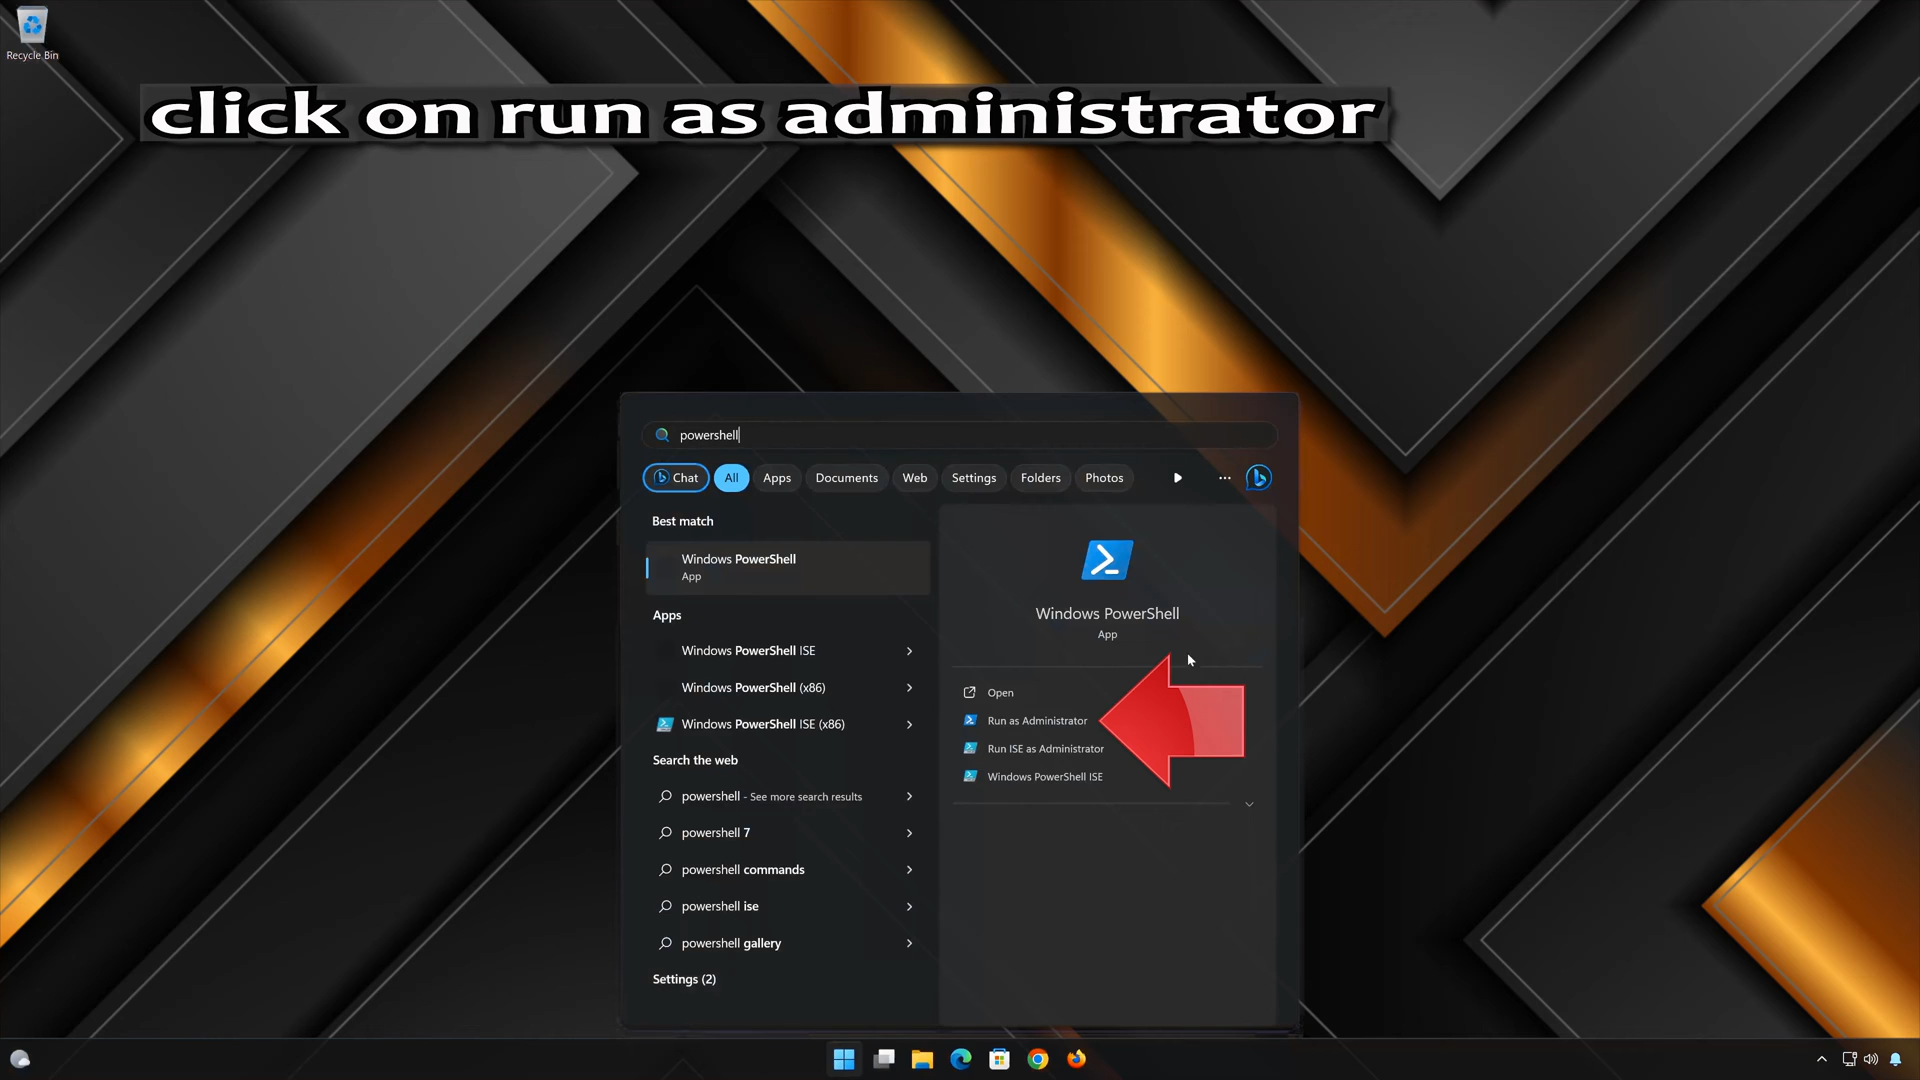 Recycle Bin
click on run as administrator
powershell
Chat
All
Apps
Documents
Web
Settings
Folders
Photos
Best match
Windows PowerShell
App
Apps
Windows PowerShell ISE
Windows PowerShell (x86)
Windows PowerShell ISE (x86)
Search the web
powershell - See more search results
powershell 7
powershell commands
powershell ise
powershell gallery
Settings (2)
Windows PowerShell
App
Open
Run as Administrator
Run ISE as Administrator
Windows PowerShell ISE